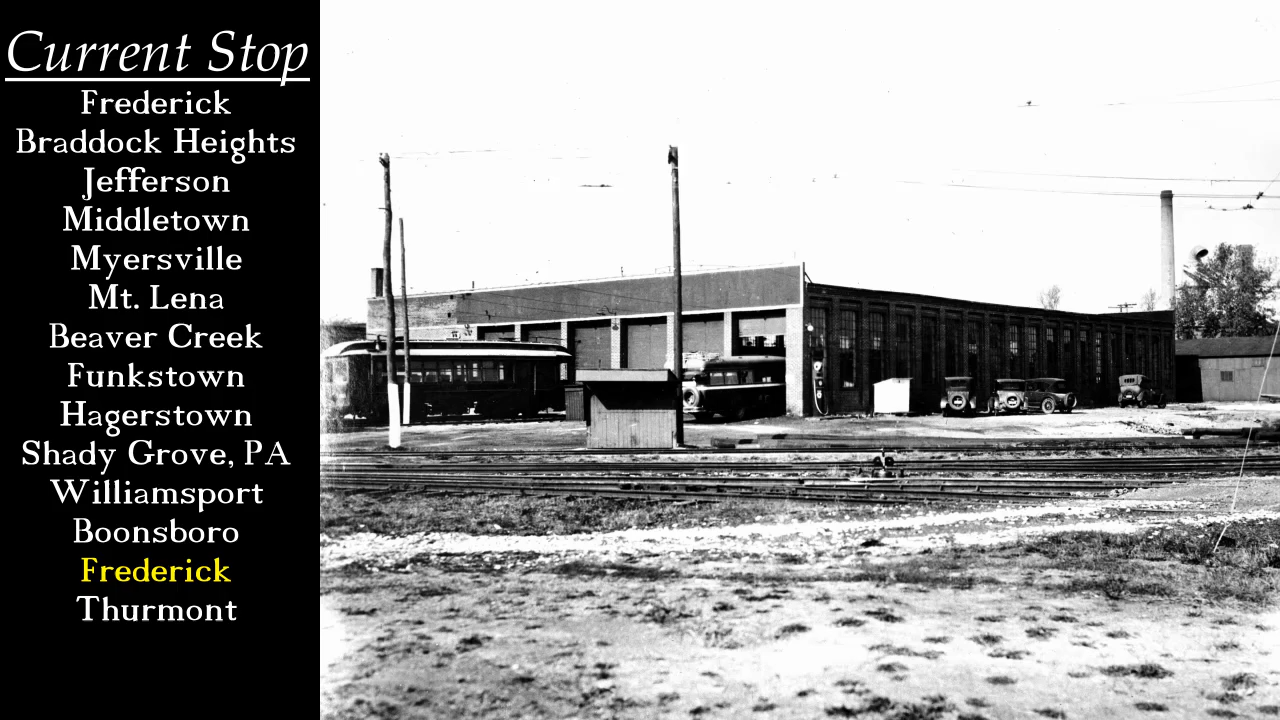 Current Stop
Frederick
Braddock Heights
Jefferson
Middletown
Myersville
Mt. Lena
Beaver Creek
Funkstown
Hagerstown
Shady Grove, PA
Williamsport
Boonsboro
Frederick
Thurmont